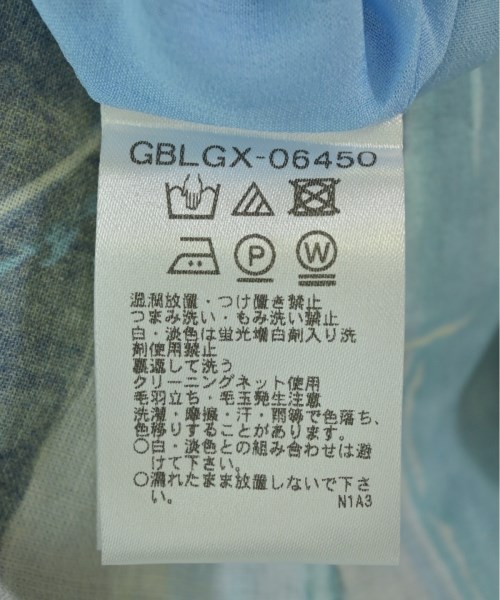 GBLGX-06450
P
W
湿潤放置・つけ置き禁止
つまみ洗い・もみ洗い禁止
白・淡色は蛍光増白剤入り洗
剤使用禁止
裏返して洗う
クリーニングネット使用
毛羽立ち・毛玉発生注意
洗濯・摩擦・汗・雨等で色落ち、
色移りすることがあります。
○白・淡色との組み合わせは避
けて下さい。
○濡れたまま放置しないで下さ
い。
N1A3